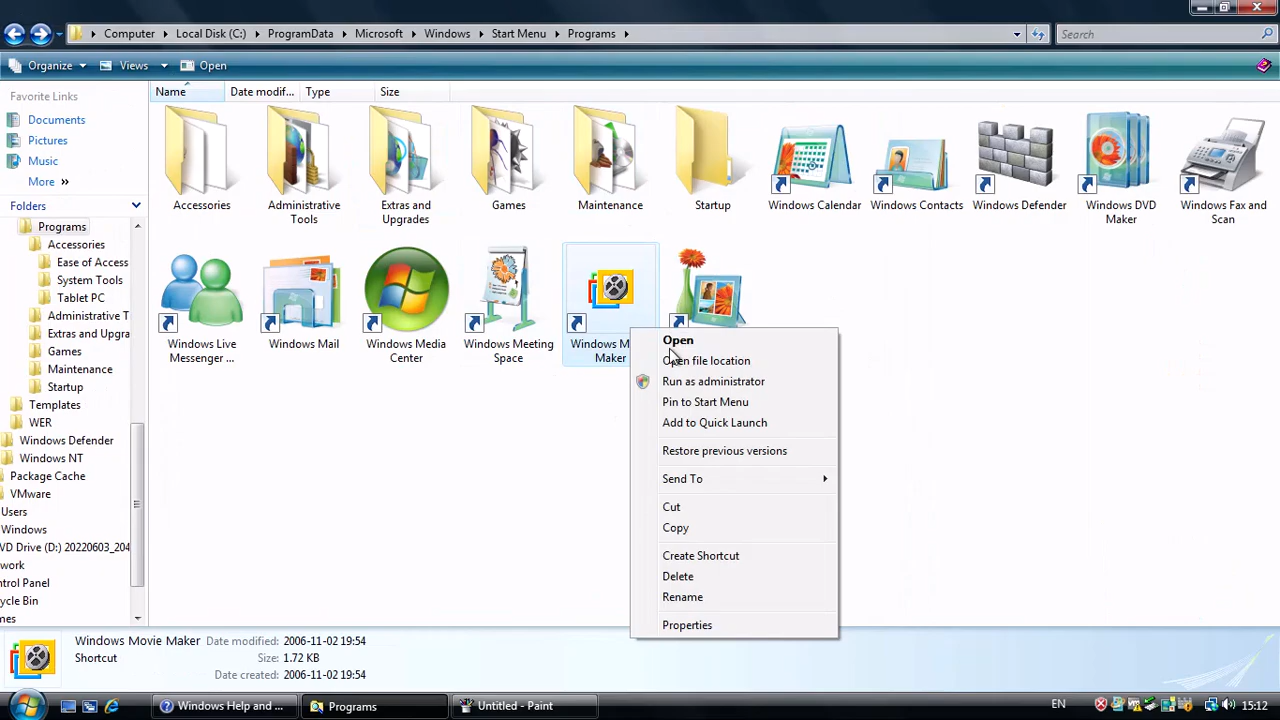 Computer Local Disk (C:) ProgramData Microsoft Windows Start Menu Programs Search
Organize Views Open
Favorite Links
Documents
Pictures
Music
More »
Folders
Programs
Accessories
Ease of Access
System Tools
Tablet PC
Administrative T
Extras and Upgra
Games
Maintenance
Startup
Templates
WER
Windows Defender
Windows NT
Package Cache
VMware
Users
Windows
VD Drive (D:) 20220603_204
work
ontrol Panel
cycle Bin
mes
Name Date modif... Type Size
Accessories
Administrative Tools
Extras and Upgrades
Games
Maintenance
Startup
Windows Calendar
Windows Contacts
Windows Defender
Windows DVD Maker
Windows Fax and Scan
Windows Live Messenger ...
Windows Mail
Windows Media Center
Windows Meeting Space
Windows M
Maker
Open
Open file location
Run as administrator
Pin to Start Menu
Add to Quick Launch
Restore previous versions
Send To
Cut
Copy
Create Shortcut
Delete
Rename
Properties
Windows Movie Maker Date modified: 2006-11-02 19:54
Shortcut Size: 1.72 KB
Date created: 2006-11-02 19:54
Windows Help and ... Programs Untitled - Paint EN 15:12